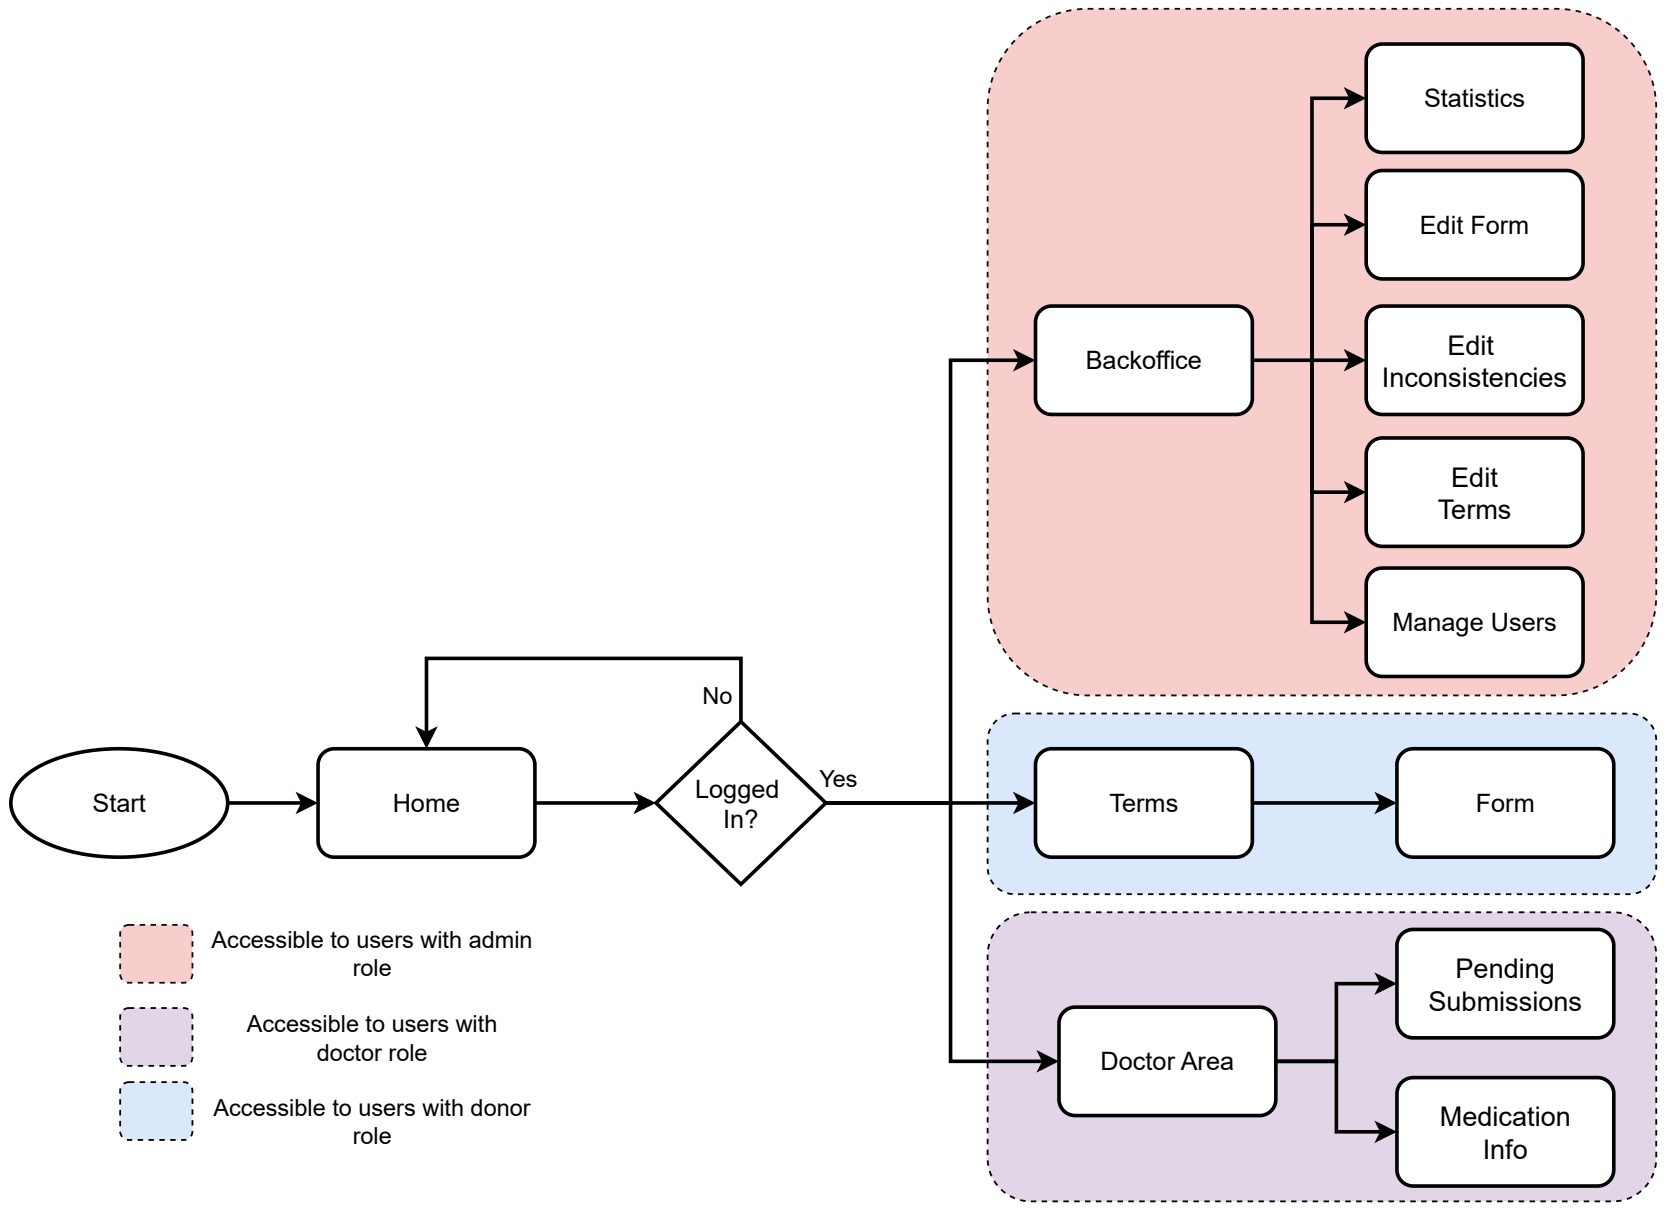 Statistics
Edit Form
Backoffice
Edit
Inconsistencies
Edit
Terms
Manage Users
No
Start
Home
Logged
In?
Yes
Terms
Form
Accessible to users with admin
role
Accessible to users with
doctor role
Accessible to users with donor
role
Doctor Area
Pending
Submissions
Medication
Info